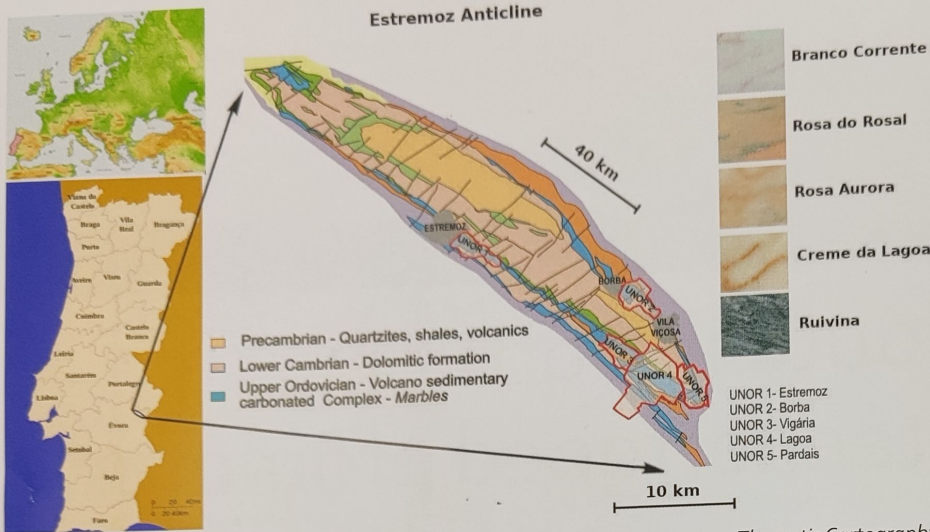 Estremoz Anticline
Viana do
Castelo
Braga
Vila
Real
Bragança
Porto
Aveiro
Viseu
Guarda
Coimbra
Castelo
Branco
Leiria
Santarém
Portalegre
Lisboa
Évora
Setubal
Beja
Faro
40 km
ESTREMOZ
UNOR 1
BORBA
UNOR 2
VILA
VIÇOSA
UNOR 3
UNOR 4
UNOR 5
10 km
Precambrian - Quartzites, shales, volcanics
Lower Cambrian - Dolomitic formation
Upper Ordovician - Volcano sedimentary
carbonated Complex - Marbles
Branco Corrente
Rosa do Rosal
Rosa Aurora
Creme da Lagoa
Ruivina
UNOR 1- Estremoz
UNOR 2- Borba
UNOR 3- Vigária
UNOR 4- Lagoa
UNOR 5- Pardais